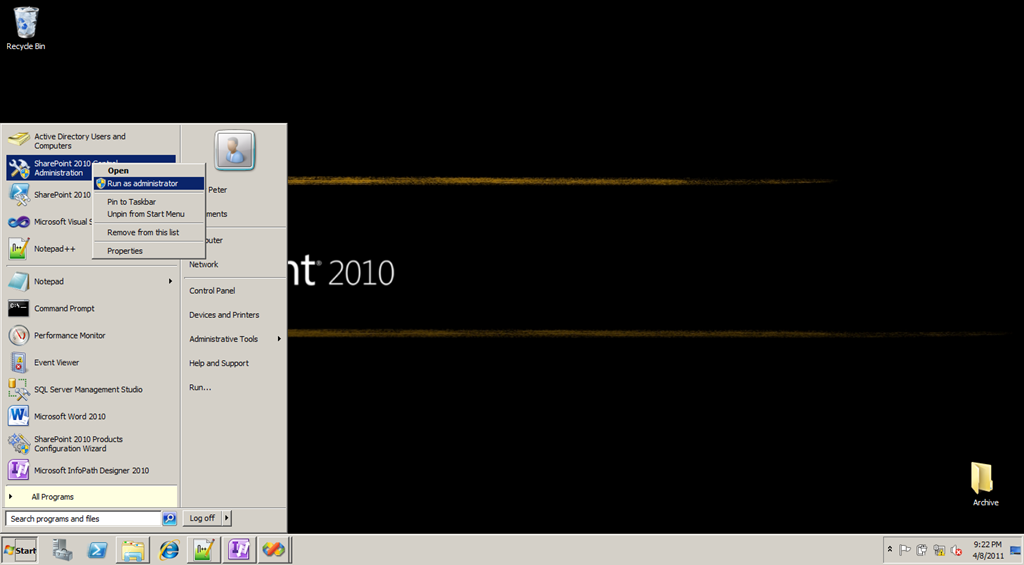 Recycle Bin
Active Directory Users and
Computers
SharePoint 2010 Central
Administration
Open
Run as administrator
Pin to Taskbar
Unpin from Start Menu
Remove from this list
Properties
SharePoint 2010
Microsoft Visual S
Notepad++
Notepad
Command Prompt
Performance Monitor
Event Viewer
SQL Server Management Studio
Microsoft Word 2010
SharePoint 2010 Products
Configuration Wizard
Microsoft InfoPath Designer 2010
All Programs
Search programs and files
Peter
ments
puter
Network
Control Panel
Devices and Printers
Administrative Tools
Help and Support
Run...
Log off
nt 2010
Archive
Start
9:22 PM
4/8/2011